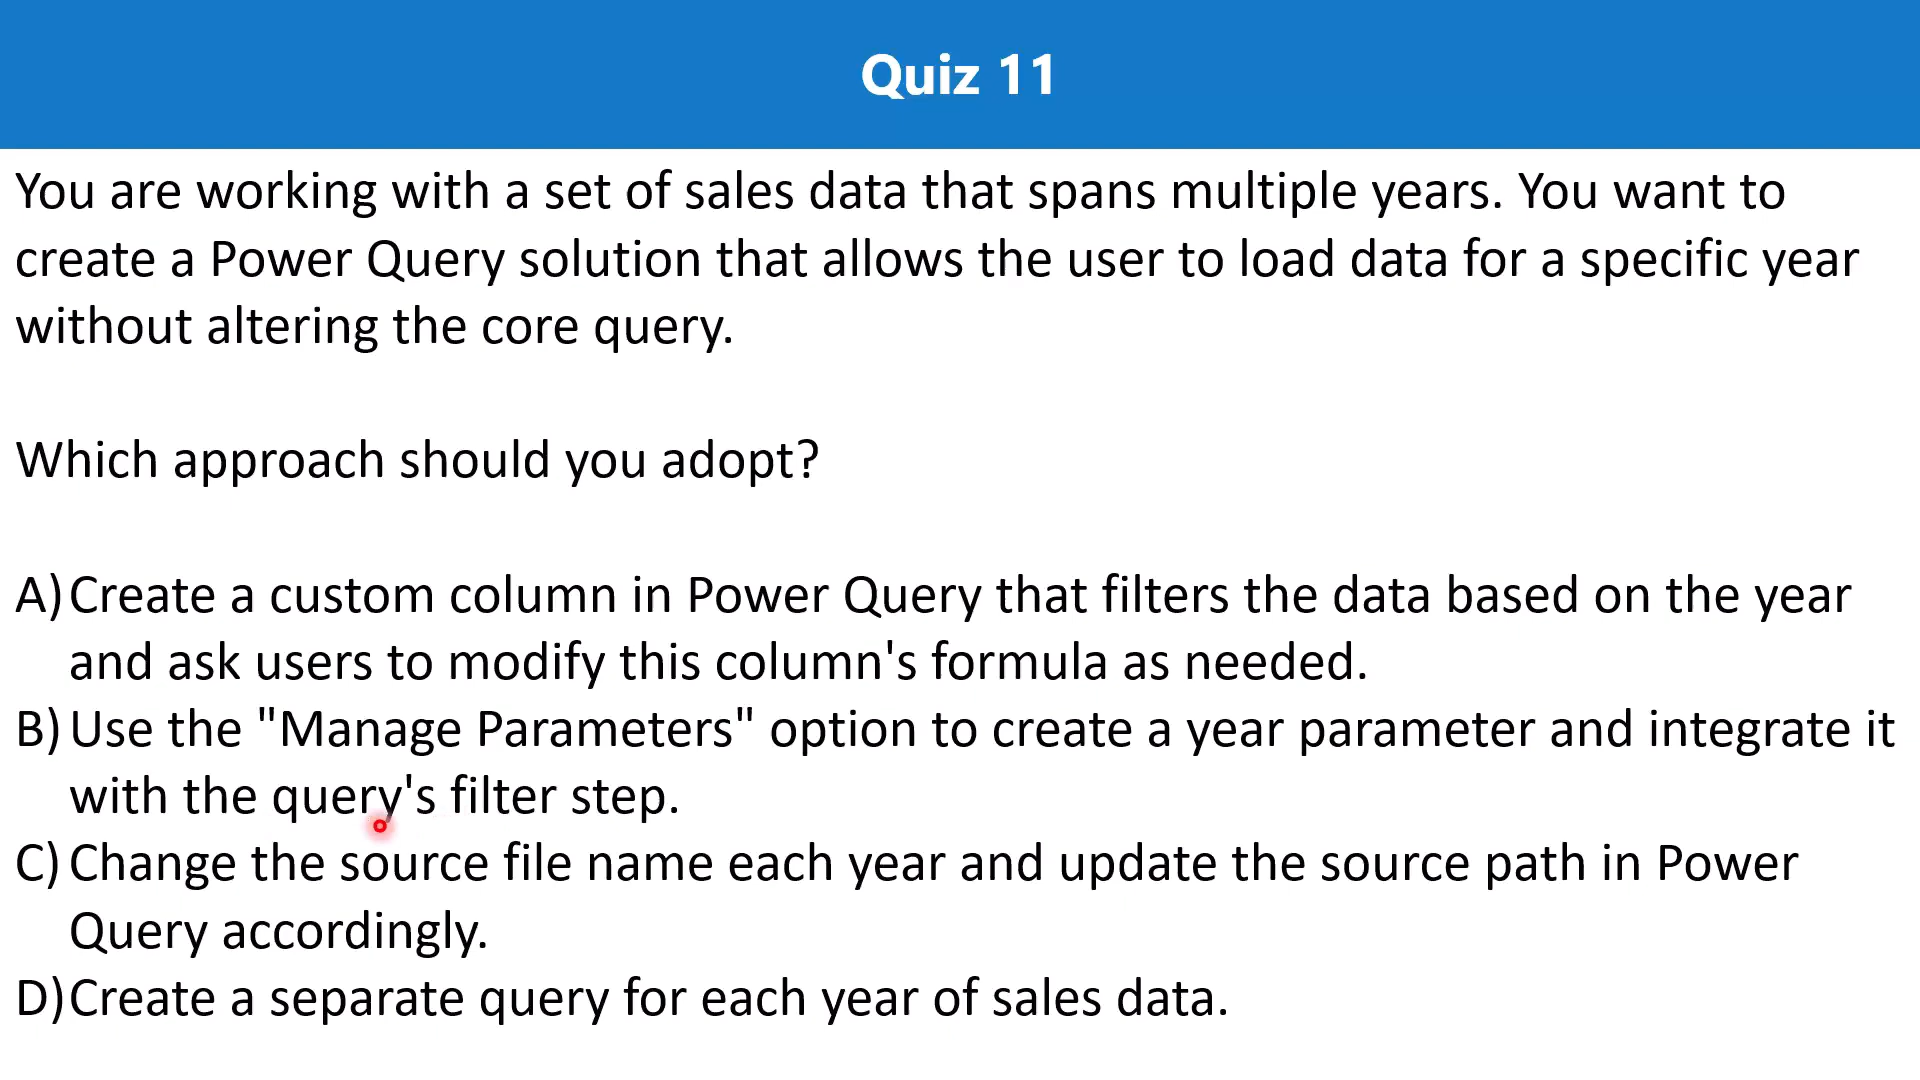 Quiz 11
You are working with a set of sales data that spans multiple years. You want to
create a Power Query solution that allows the user to load data for a specific year
without altering the core query.
Which approach should you adopt?
A) Create a custom column in Power Query that filters the data based on the year
and ask users to modify this column's formula as needed.
B) Use the "Manage Parameters" option to create a year parameter and integrate it
with the query's filter step.
C) Change the source file name each year and update the source path in Power
Query accordingly.
D) Create a separate query for each year of sales data.